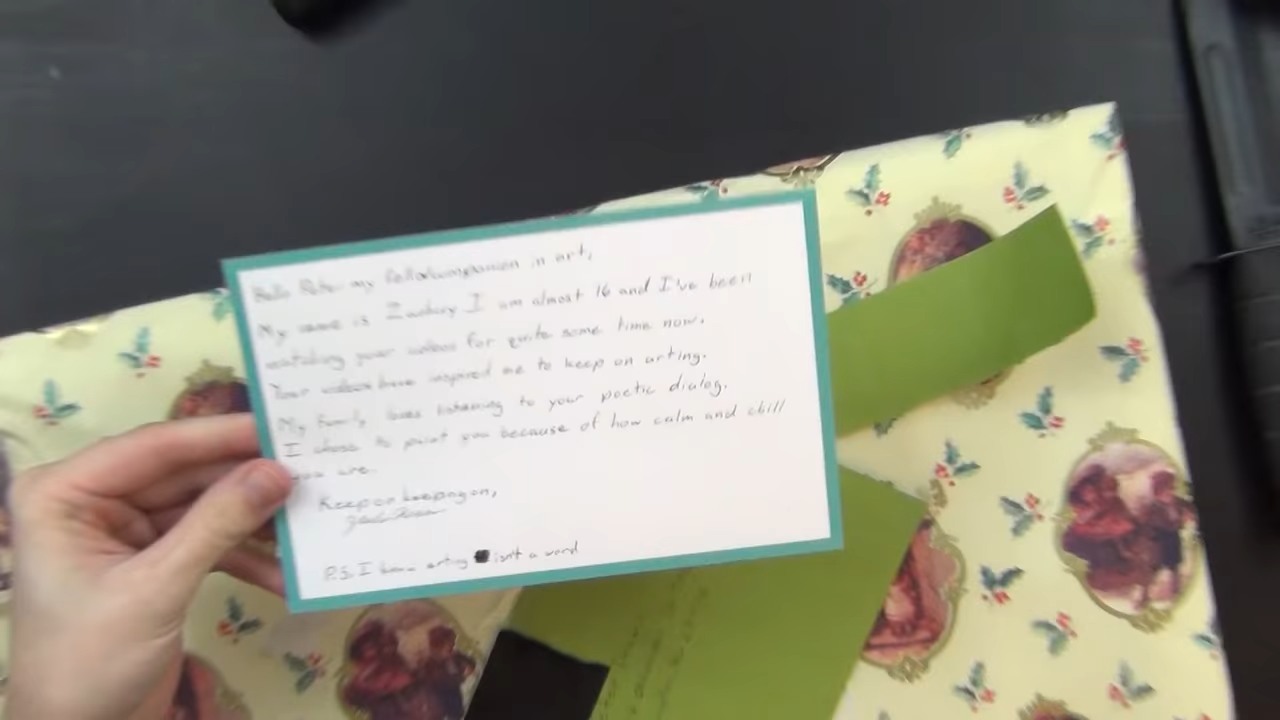 Hello Peter my fellow companion in art,
My name is Zachary I am almost 16 and I've been
watching your videos for quite some time now.
Your videos have inspired me to keep on arting.
My family loves listening to your poetic dialog.
I chose to paint you because of how calm and chill
you are.
Keep on keeping on,
P.S. I know arting isn't a word